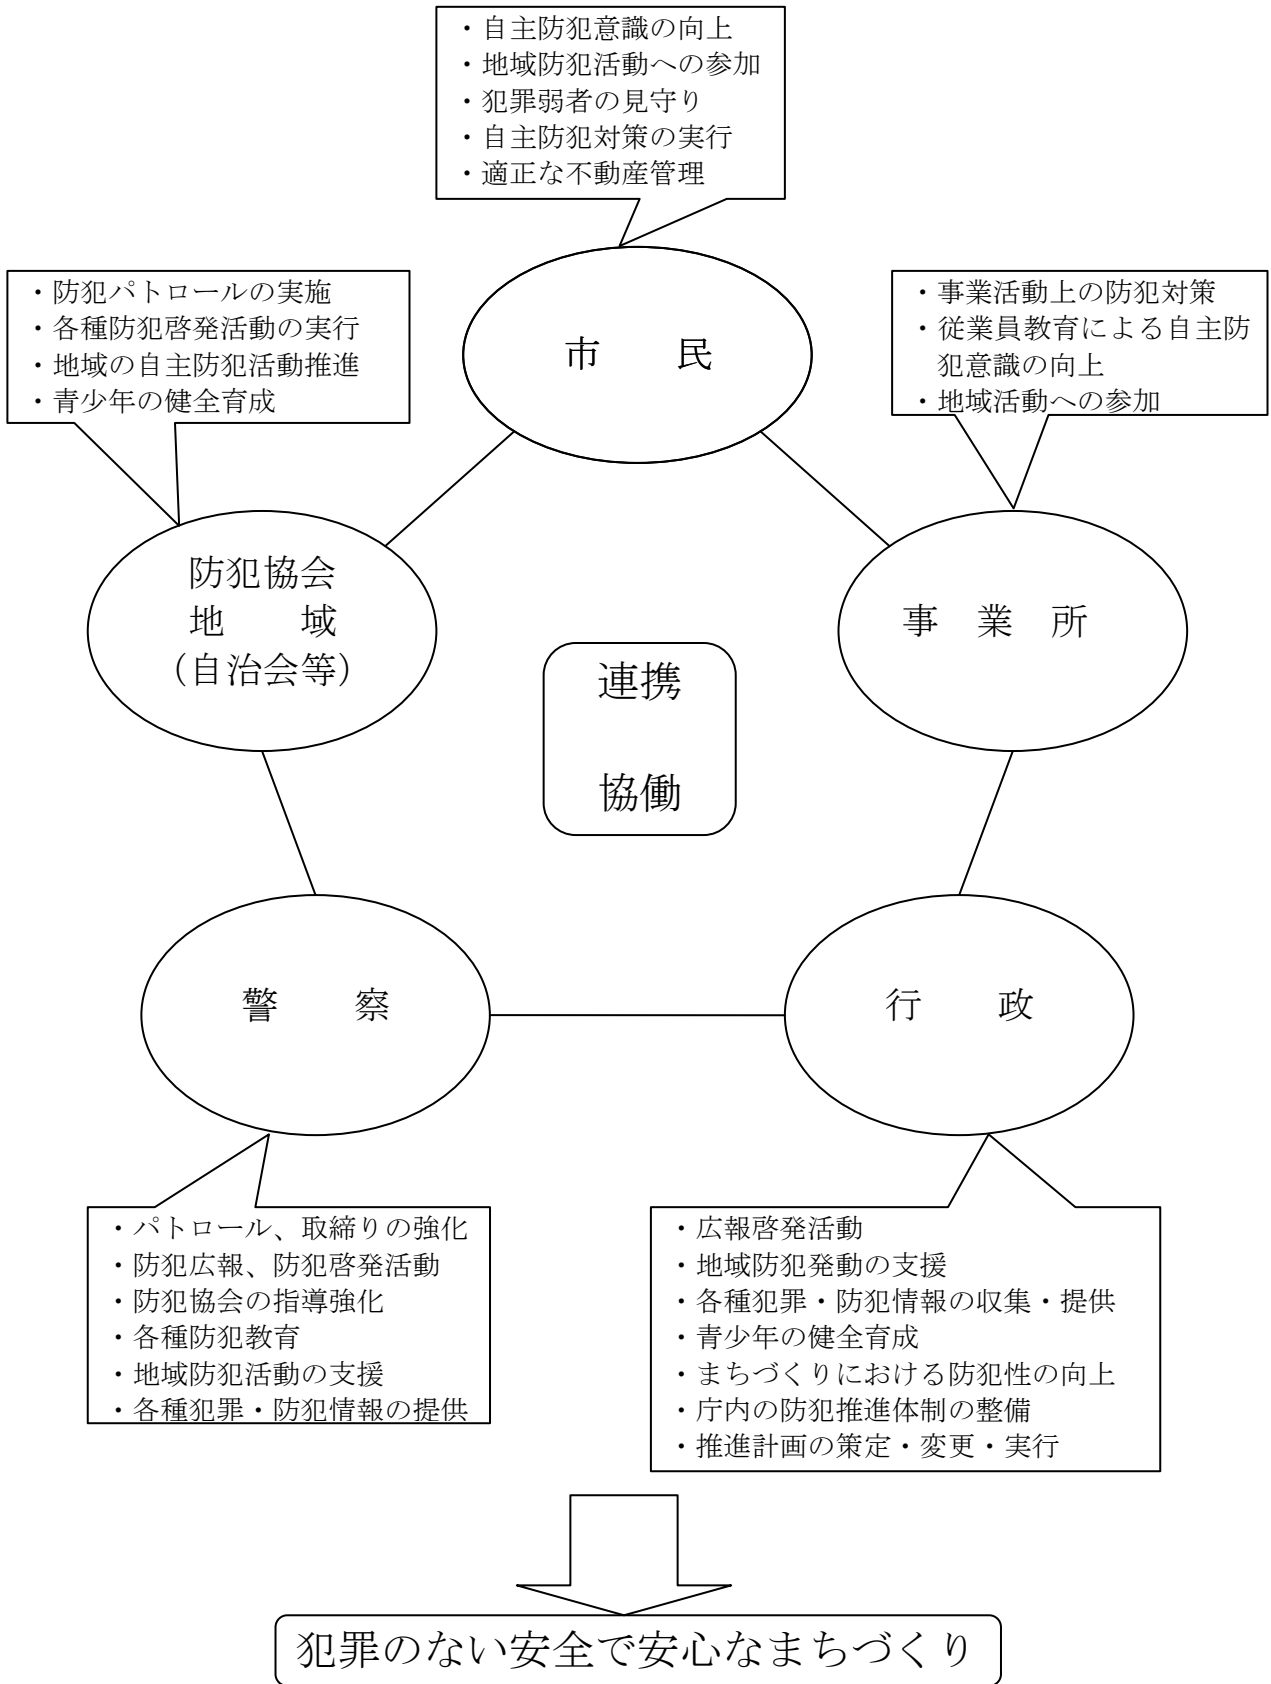 ・自主防犯意識の向上
・地域防犯活動への参加
・犯罪弱者の見守り
・自主防犯対策の実行
・適正な不動産管理
市　　民
・防犯パトロールの実施
・各種防犯啓発活動の実行
・地域の自主防犯活動推進
・青少年の健全育成
・事業活動上の防犯対策
・従業員教育による自主防
犯意識の向上
・地域活動への参加
防犯協会
地　　域
（自治会等）
事　業　所
連携
協働
警　　察
行　　政
・パトロール、取締りの強化
・防犯広報、防犯啓発活動
・防犯協会の指導強化
・各種防犯教育
・地域防犯活動の支援
・各種犯罪・防犯情報の提供
・広報啓発活動
・地域防犯発動の支援
・各種犯罪・防犯情報の収集・提供
・青少年の健全育成
・まちづくりにおける防犯性の向上
・庁内の防犯推進体制の整備
・推進計画の策定・変更・実行
犯罪のない安全で安心なまちづくり